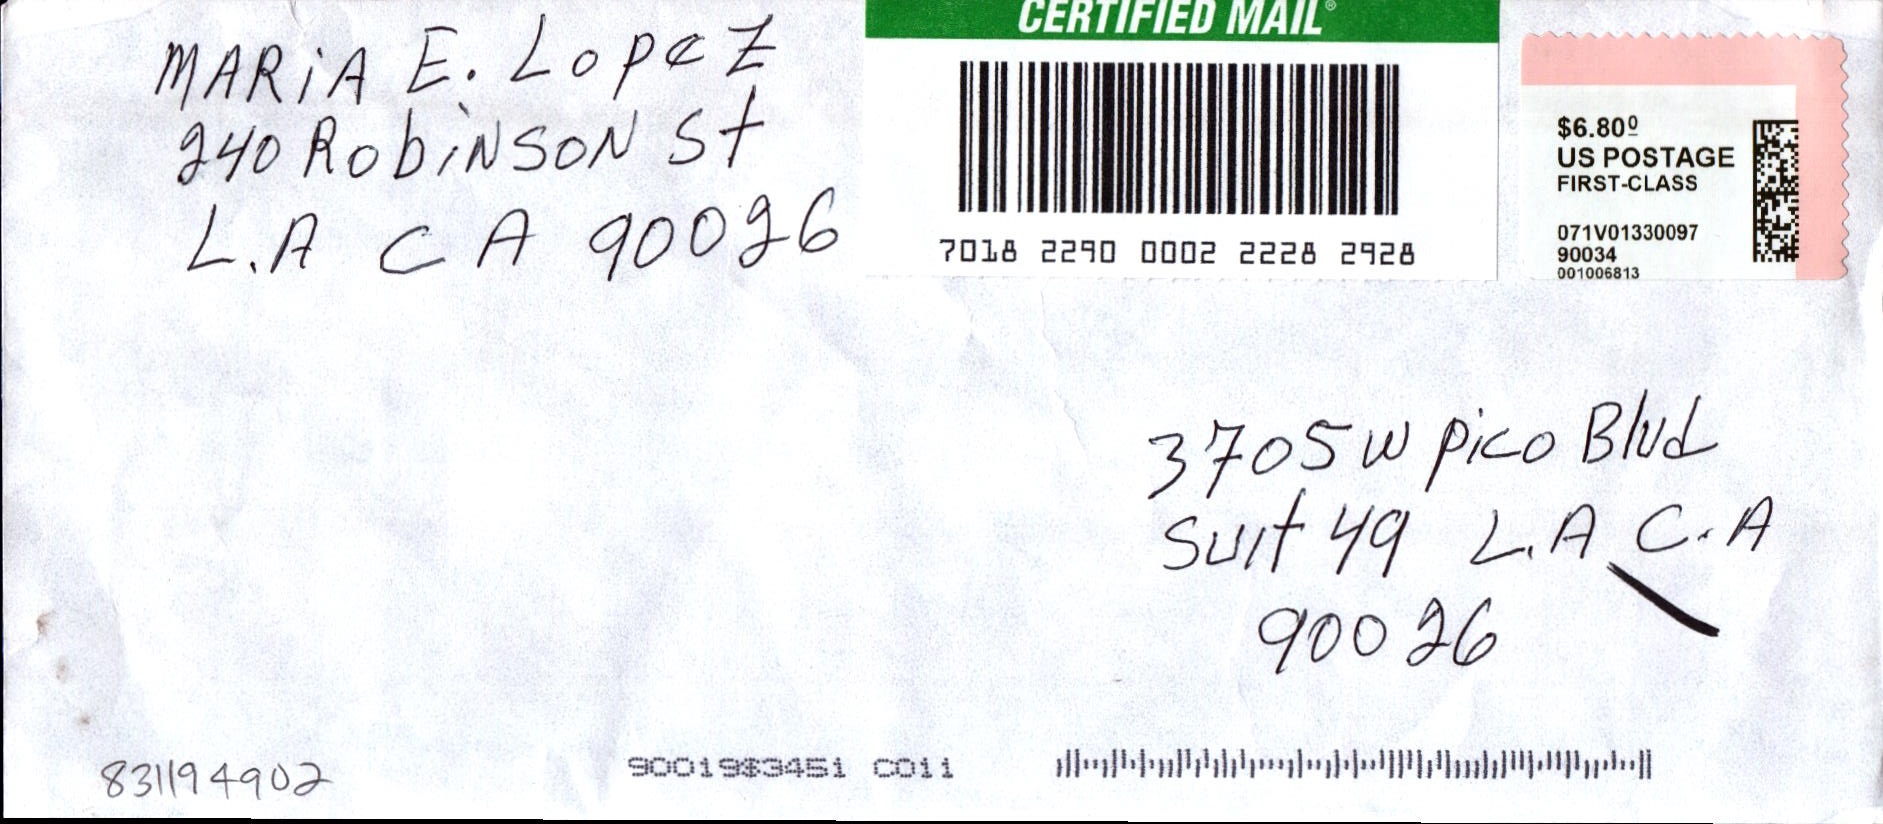 MARiA E. Lopez
240 RobiNSON St
L.A CA 90026
CERTIFIED MAIL®
7018 2290 0002 2228 2928
$6.80⁰
US POSTAGE
FIRST-CLASS
071V01330097
90034
001006813
3705 W pico Blvd
Suit 49 L.A C.A
90026
831194902
90019$3451 C011